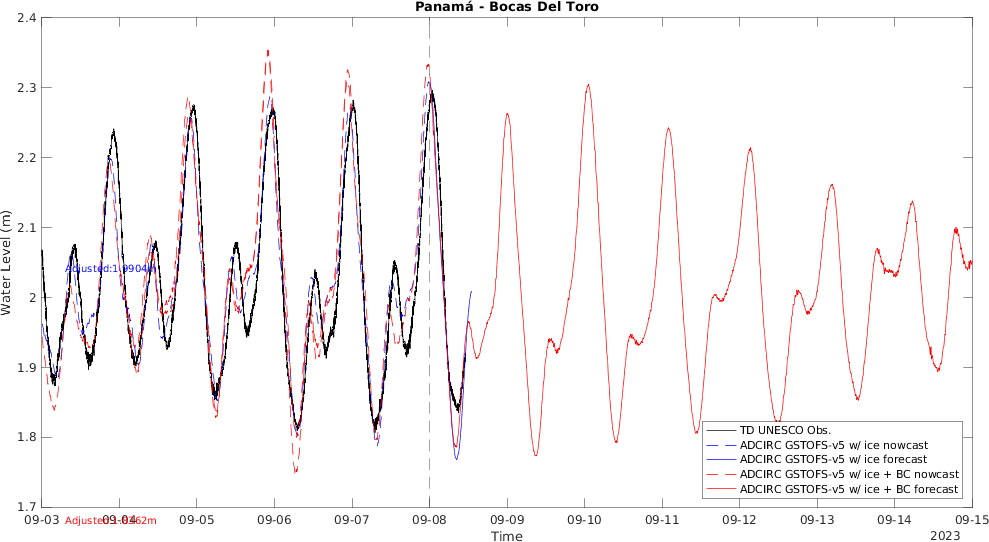 Panamá - Bocas Del Toro
Water Level (m)
2.4
2.3
2.2
2.1
2
1.9
1.8
1.7
TD UNESCO Obs.
ADCIRC GSTOFS-v5 w/ ice nowcast
ADCIRC GSTOFS-v5 w/ ice forecast
ADCIRC GSTOFS-v5 w/ ice + BC nowcast
ADCIRC GSTOFS-v5 w/ ice + BC forecast
09-03 09-04 09-05 09-06 09-07 09-08 09-09 09-10 09-11 09-12 09-13 09-14 09-15
Time
2023